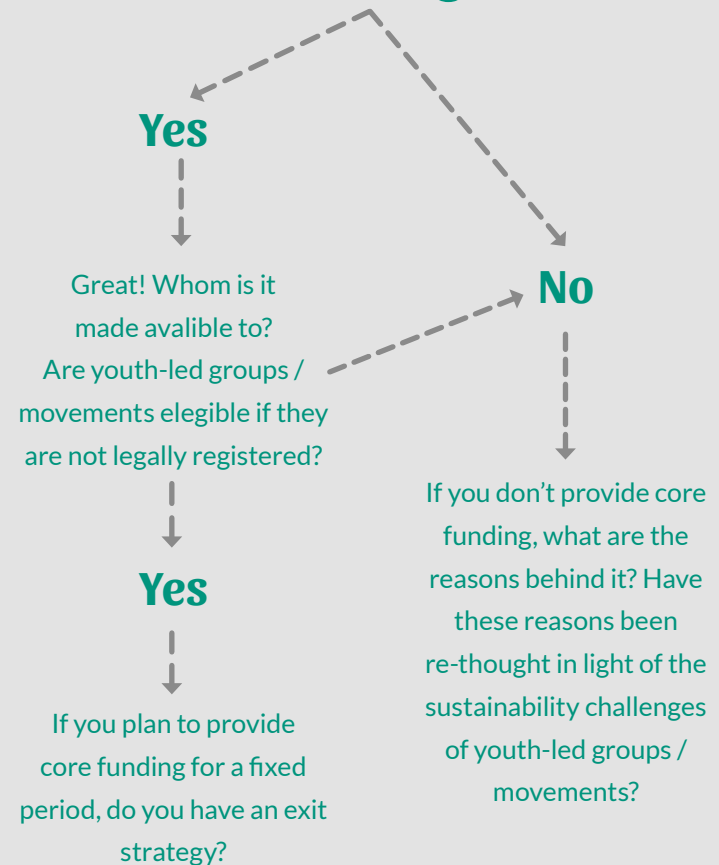 Yes
Great! Whom is it
made avalible to?
Are youth-led groups /
movements elegible if they
are not legally registered?
Yes
If you plan to provide
core funding for a fixed
period, do you have an exit
strategy?
No
If you don’t provide core
funding, what are the
reasons behind it? Have
these reasons been
re-thought in light of the
sustainability challenges
of youth-led groups /
movements?